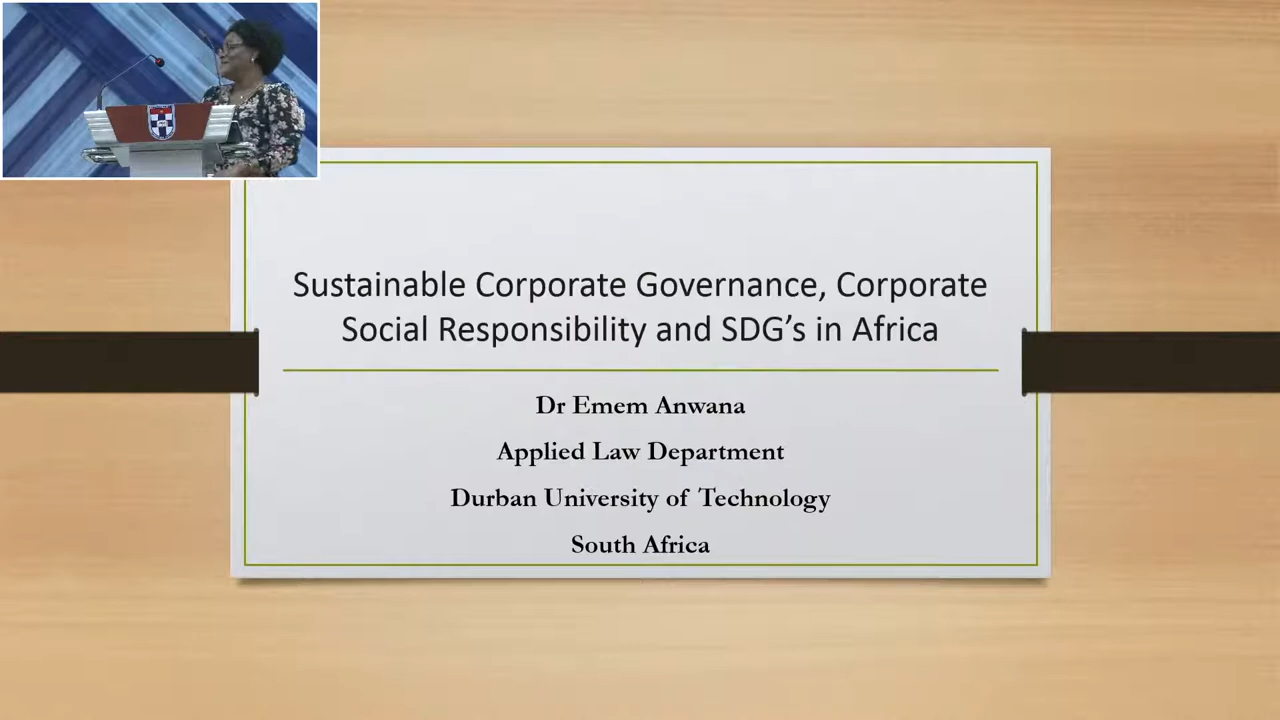 Sustainable Corporate Governance, Corporate
Social Responsibility and SDG’s in Africa
Dr Emem Anwana
Applied Law Department
Durban University of Technology
South Africa